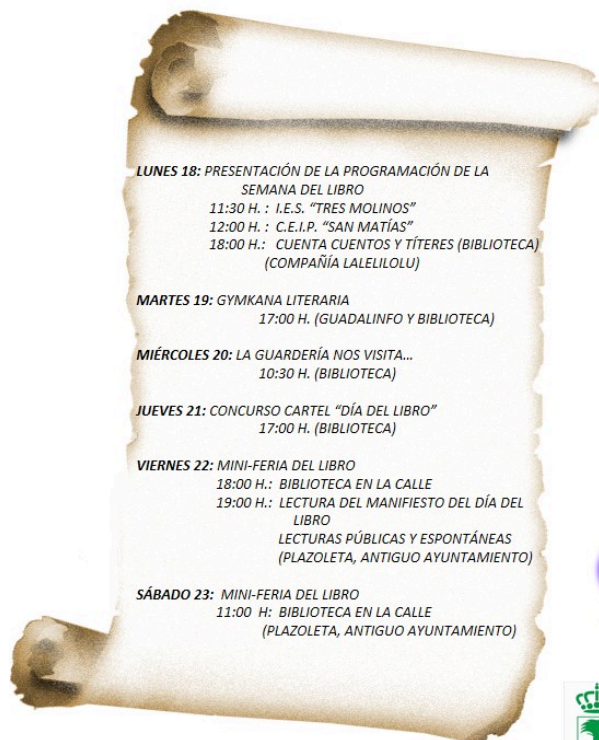 LUNES 18: PRESENTACIÓN DE LA PROGRAMACIÓN DE LA
SEMANA DEL LIBRO
11:30 H. : I.E.S. “TRES MOLINOS”
12:00 H. : C.E.I.P. “SAN MATÍAS”
18:00 H.: CUENTA CUENTOS Y TÍTERES (BIBLIOTECA)
(COMPAÑÍA LALELILOLU)
MARTES 19: GYMKANA LITERARIA
17:00 H. (GUADALINFO Y BIBLIOTECA)
MIÉRCOLES 20: LA GUARDERÍA NOS VISITA...
10:30 H. (BIBLIOTECA)
JUEVES 21: CONCURSO CARTEL “DÍA DEL LIBRO”
17:00 H. (BIBLIOTECA)
VIERNES 22: MINI-FERIA DEL LIBRO
18:00 H.: BIBLIOTECA EN LA CALLE
19:00 H.: LECTURA DEL MANIFIESTO DEL DÍA DEL
LIBRO
LECTURAS PÚBLICAS Y ESPONTÁNEAS
(PLAZOLETA, ANTIGUO AYUNTAMIENTO)
SÁBADO 23: MINI-FERIA DEL LIBRO
11:00 H: BIBLIOTECA EN LA CALLE
(PLAZOLETA, ANTIGUO AYUNTAMIENTO)